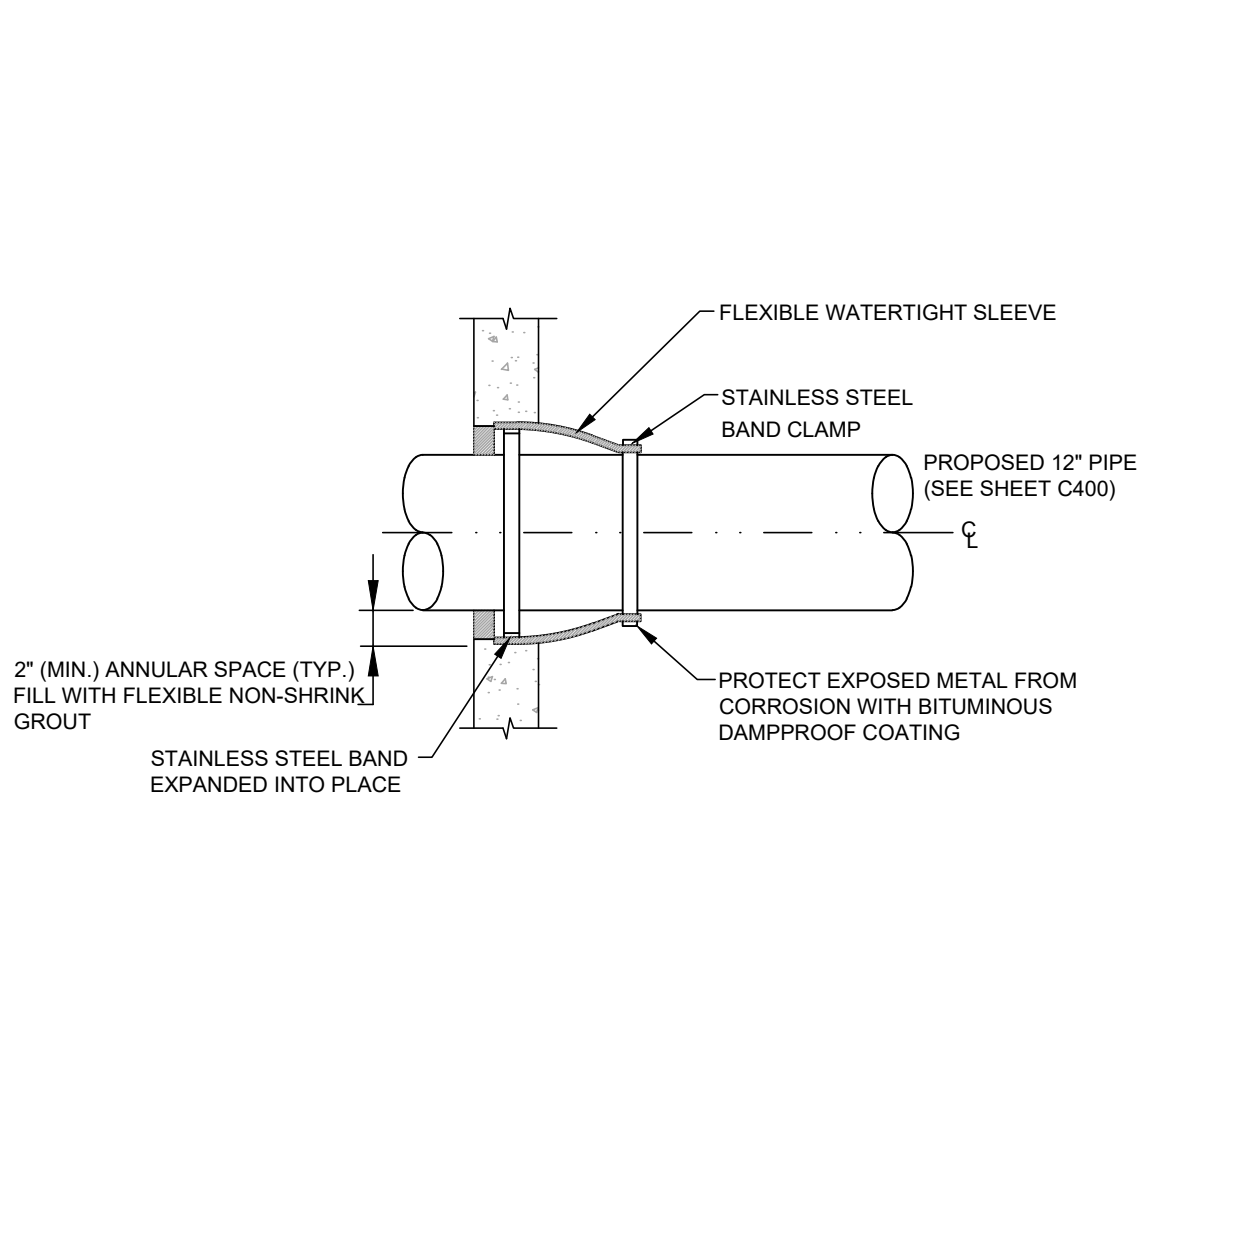 FLEXIBLE WATERTIGHT SLEEVE
STAINLESS STEEL
BAND CLAMP
PROPOSED 12" PIPE
(SEE SHEET C400)
CL
2" (MIN.) ANNULAR SPACE (TYP.)
FILL WITH FLEXIBLE NON-SHRINK
GROUT
PROTECT EXPOSED METAL FROM
CORROSION WITH BITUMINOUS
DAMPPROOF COATING
STAINLESS STEEL BAND
EXPANDED INTO PLACE